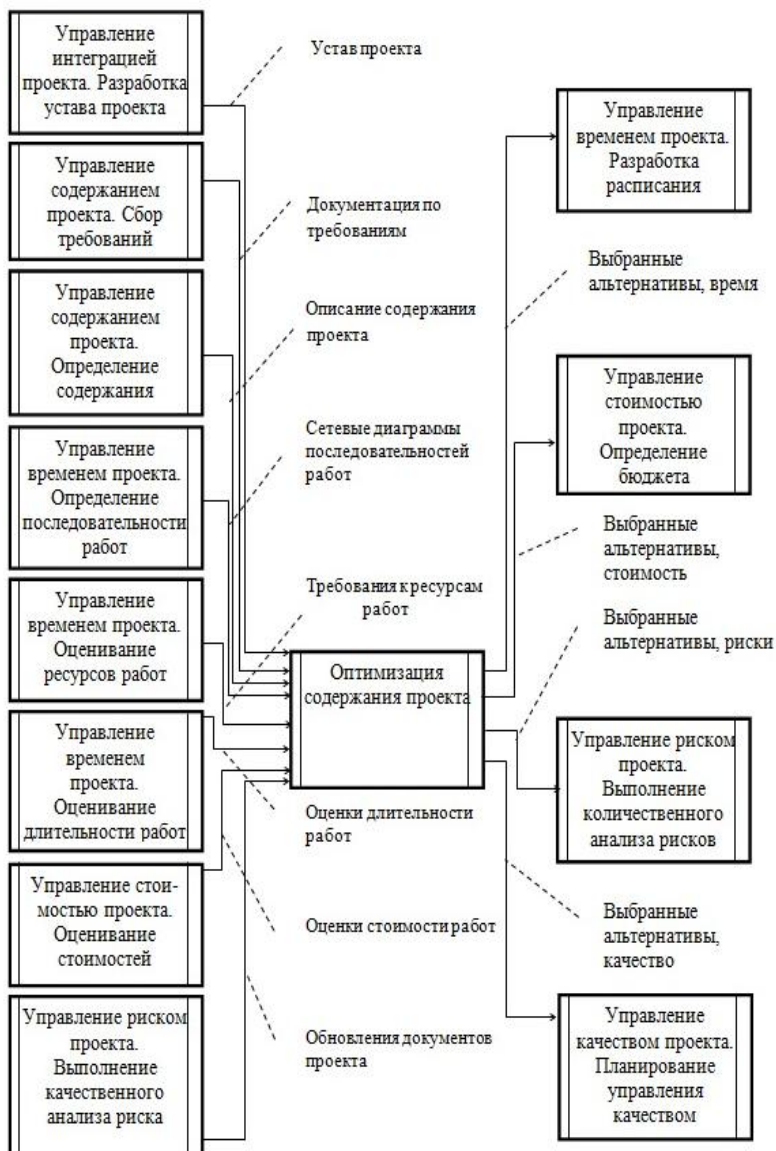 Управление
интеграцией
проекта. Разработка
устава проекта
Управление
содержанием
проекта. Сбор
требований
Управление
содержанием
проекта.
Определение
содержания
Управление
временем проекта.
Определение
последовательности
работ
Управление
временем проекта.
Оценивание
ресурсов работ
Управление
временем
проекта.
Оценивание
длительности работ
Управление стои-
мостью проекта.
Оценивание
стоимостей
Управление риском
проекта.
Выполнение
качественного
анализа риска
Устав проекта
Документация по
требованиям
Описание содержания
проекта
Сетевые диаграммы
последовательностей
работ
Требования к ресурсам
работ
Оптимизация
содержания проекта
Оценки длительности
работ
Оценки стоимости работ
Обновления документов
проекта
Управление
временем проекта.
Разработка
расписания
Выбранные
альтернативы, время
Управление
стоимостью
проекта.
Определение
бюджета
Выбранные
альтернативы,
стоимость
Выбранные
альтернативы, риски
Управление риском
проекта.
Выполнение
количественного
анализа рисков
Выбранные
альтернативы,
качество
Управление
качеством проекта.
Планирование
управления
качеством